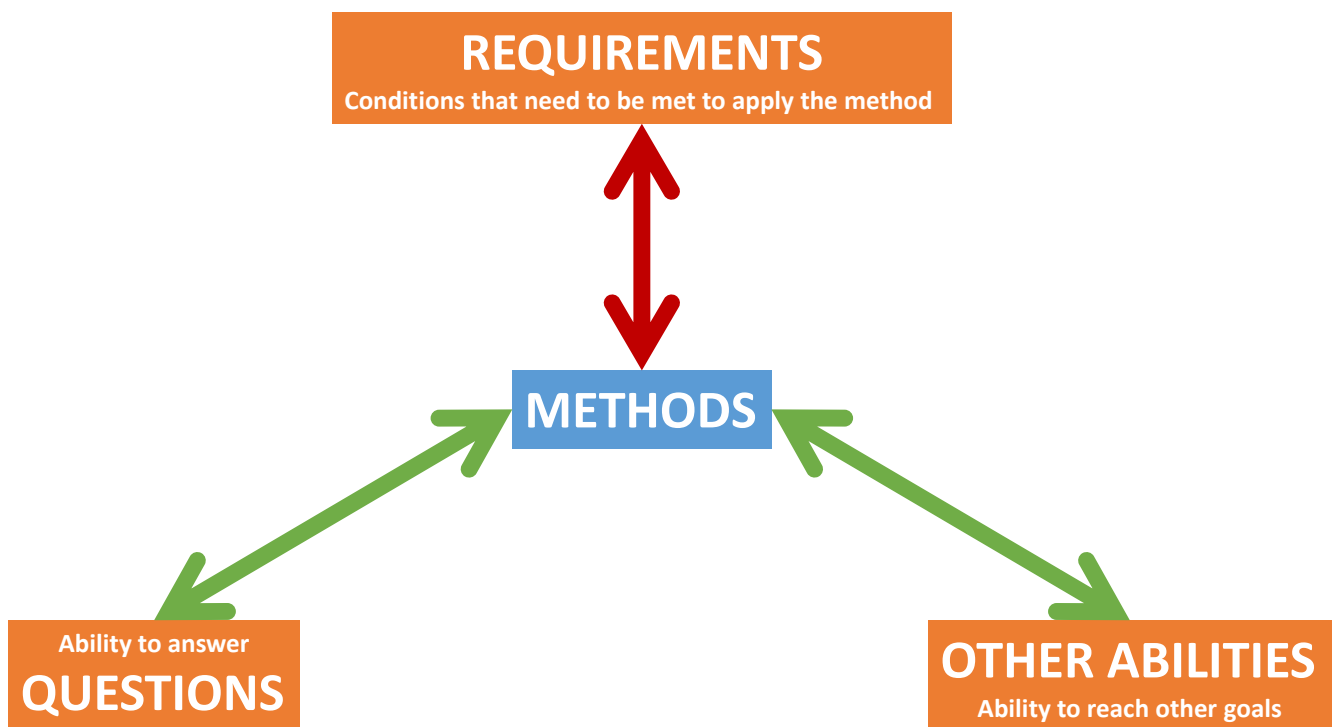 REQUIREMENTS
Conditions that need to be met to apply the method
METHODS
Ability to answer
QUESTIONS
OTHER ABILITIES
Ability to reach other goals